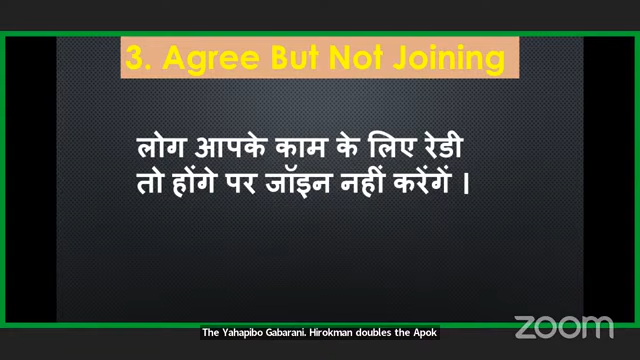 3. Agree But Not Joining
लोग आपके काम के लिए रेडी
तो होंगे पर जॉइन नहीं करेंगें ।
zoom
The Yahapibo Gabarani. Hirokman doubles the Apok